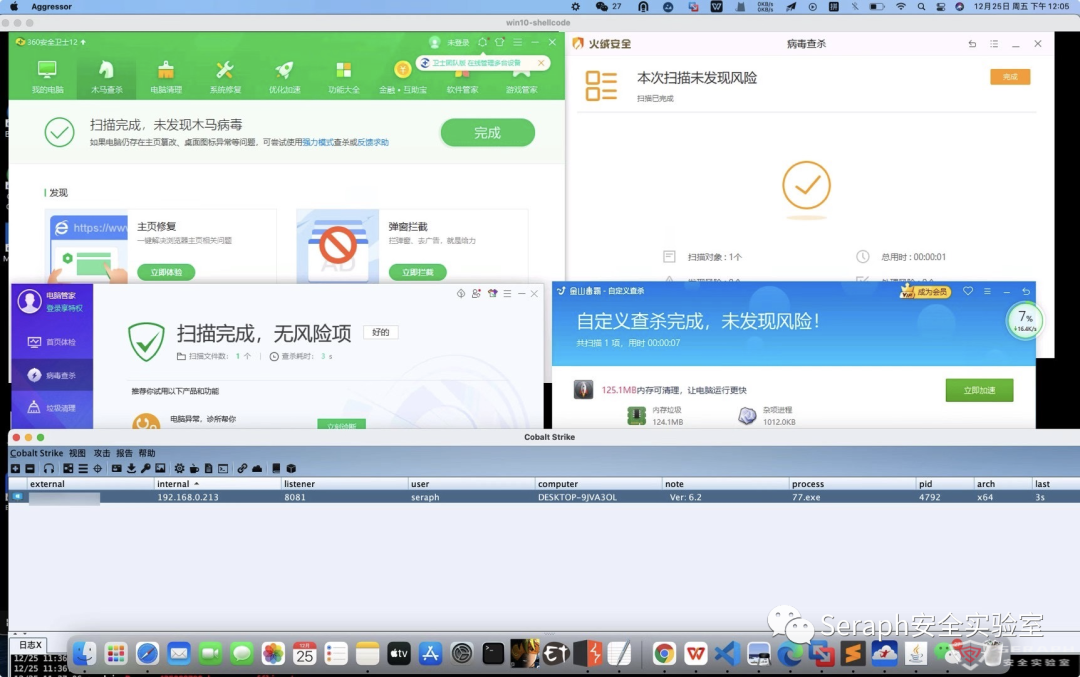 Aggressor
27
0KB/s
0KB/s
12月25日 周五 下午12:05
win10-shellcode
360安全卫士12
未登录
卫士团队版 在线管理多台设备
我的电脑
木马查杀
电脑清理
系统修复
优化加速
功能大全
金融•互助宝
软件管家
游戏管家
扫描完成，未发现木马病毒
如果电脑仍存在主页篡改、桌面图标异常等问题，可尝试使用强力模式查杀或反馈求助
完成
发现
https://www
主页修复
一键解决浏览器主页相关问题
立即体验
AD
弹窗拦截
拦弹窗、去广告，就是给力
立即拦截
火绒安全
病毒查杀
本次扫描未发现风险
扫描已完成
完成
扫描对象：1个
总用时：00:00:01
电脑管家
登录享特权
首页体检
病毒查杀
垃圾清理
扫描完成，无风险项
好的
扫描文件数： 1 个
查杀耗时： 3 s
推荐你试用以下产品和功能
电脑异常，诊所帮你
金山毒霸 - 自定义查杀
成为会员
自定义查杀完成，未发现风险！
共扫描 1 项，用时 00:00:07
7%
+16.4K/s
125.1MB内存可清理，让电脑运行更快
立即加速
内存垃圾
124.1MB
杂项进程
1012.0KB
Cobalt Strike
Cobalt Strike 视图 攻击 报告 帮助
external internal listener user computer note process pid arch last
192.168.0.213 8081 seraph DESKTOP-9JVA3OL Ver: 6.2 77.exe 4792 x64 3s
日志X
12/25 11:36
12/25 11:36
25
tv
Seraph安全实验室
安全实验室